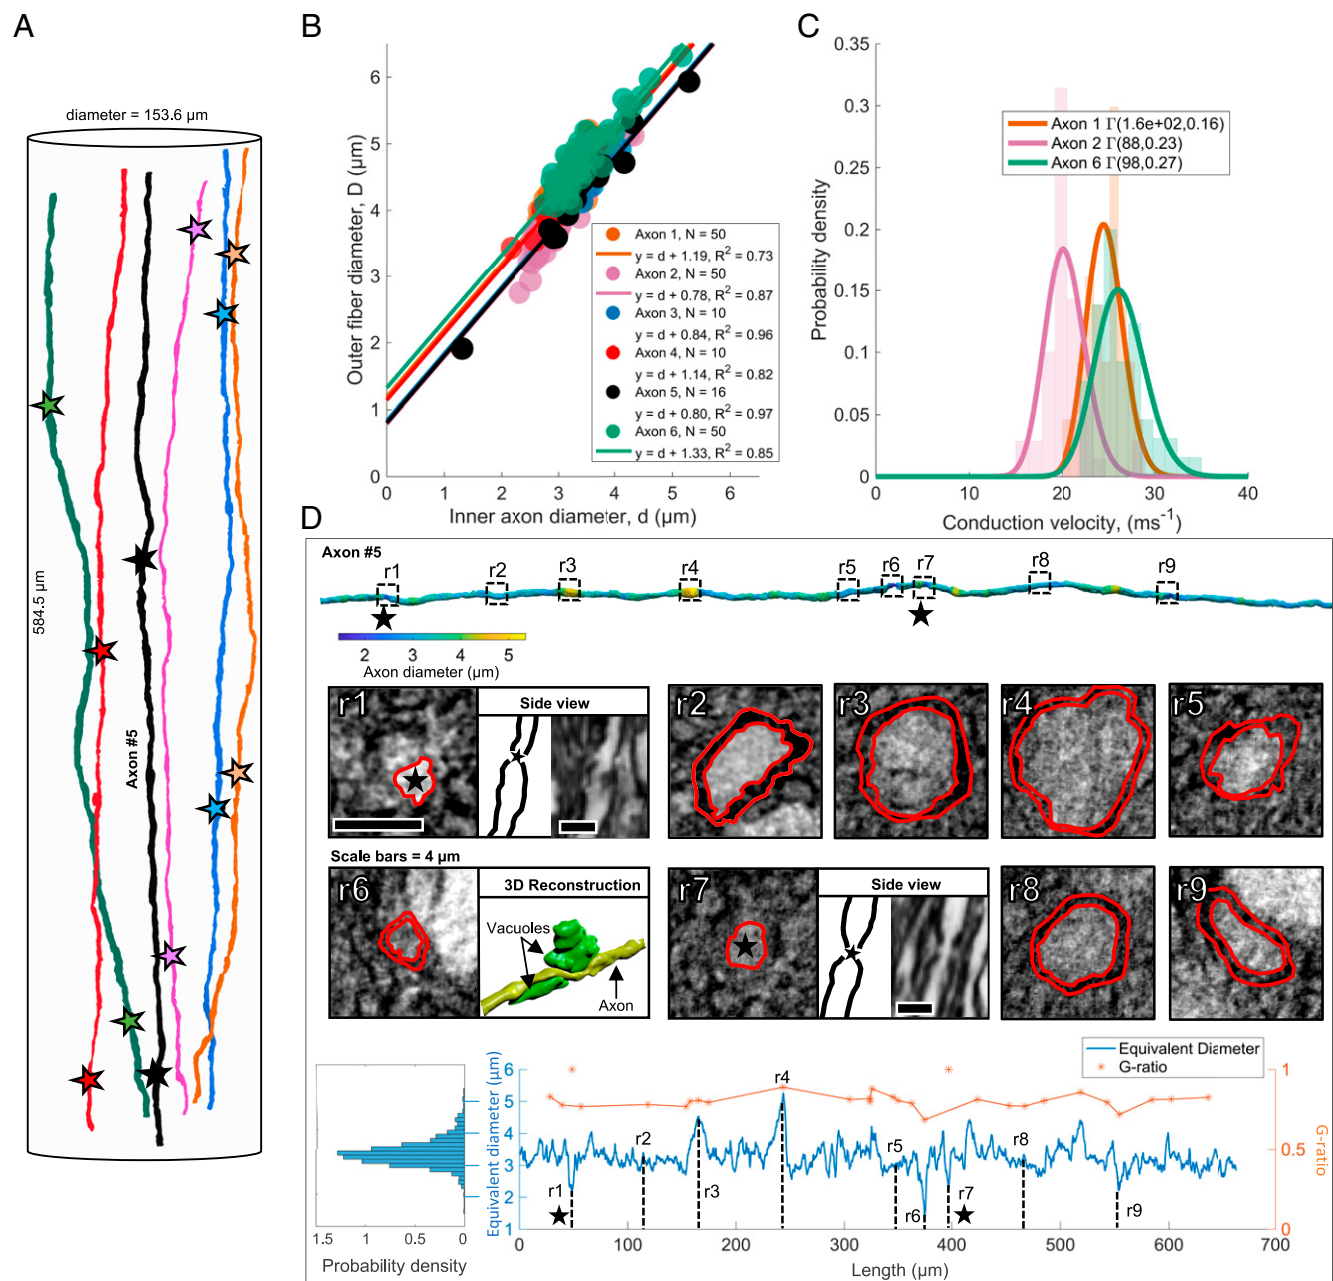 A
diameter = 153.6 µm
584.5 µm
Axon #5
B
Outer fiber diameter, D (µm)
6
5
4
3
2
1
0
0 1 2 3 4 5 6
Inner axon diameter, d (µm)
Axon 1, N = 50
y = d + 1.19, R² = 0.73
Axon 2, N = 50
y = d + 0.78, R² = 0.87
Axon 3, N = 10
y = d + 0.84, R² = 0.96
Axon 4, N = 10
y = d + 1.14, R² = 0.82
Axon 5, N = 16
y = d + 0.80, R² = 0.97
Axon 6, N = 50
y = d + 1.33, R² = 0.85
C
Probability density
0.35
0.3
0.25
0.2
0.15
0.1
0.05
0
0 10 20 30 40
Conduction velocity, (ms⁻¹)
Axon 1 Γ(1.6e+02,0.16)
Axon 2 Γ(88,0.23)
Axon 6 Γ(98,0.27)
D
Axon #5
r1 r2 r3 r4 r5 r6 r7 r8 r9
2 3 4 5
Axon diameter (µm)
r1
Side view
r2
r3
r4
r5
Scale bars = 4 µm
r6
3D Reconstruction
Vacuoles
Axon
r7
Side view
r8
r9
Equivalent Diameter
G-ratio
1.5 1 0.5 0
Probability density
Equivalent diameter (µm)
6
5
4
3
2
1
r1
r2
r3
r4
r5
r6
r7
r8
r9
0 100 200 300 400 500 600 700
Length (µm)
1
0.5
0
G-ratio